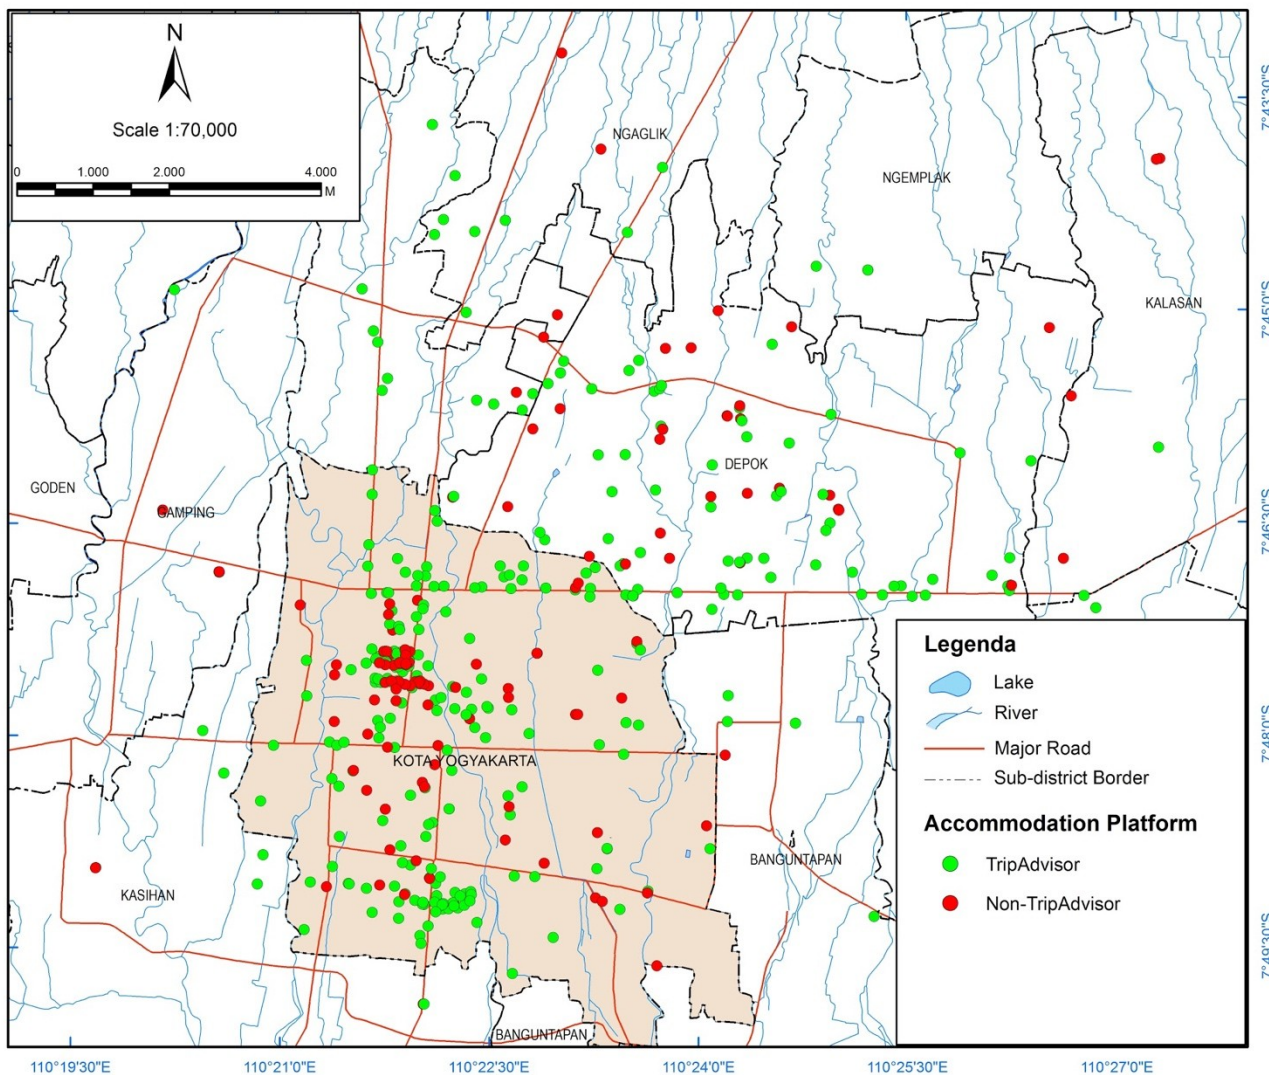 N
Scale 1:70,000
0 1.000 2.000 4.000
M
7°43'30"S
NGAGLIK
NGEMPLAK
KALASAN
7°45'0"S
DEPOK
GODEN
GAMPING
7°46'30"S
Legenda
Lake
River
Major Road
Sub-district Border
Accommodation Platform
TripAdvisor
Non-TripAdvisor
7°48'0"S
KOTA YOGYAKARTA
BANGUNTAPAN
KASIHAN
7°49'30"S
BANGUNTAPAN
110°19'30"E 110°21'0"E 110°22'30"E 110°24'0"E 110°25'30"E 110°27'0"E